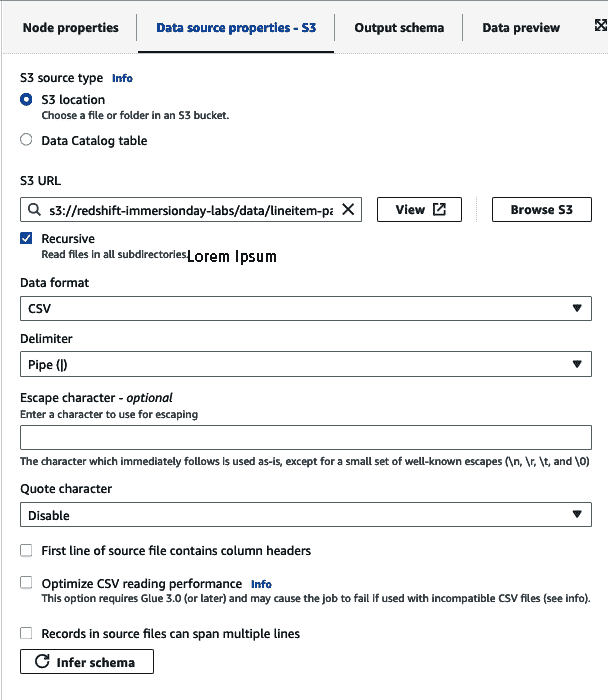 Node properties Data source properties - S3 Output schema Data preview
S3 source type Info
S3 location
Choose a file or folder in an S3 bucket.
Data Catalog table
S3 URL
s3://redshift-immersionday-labs/data/lineitem-pa View Browse S3
Recursive
Read files in all subdirectories. Lorem Ipsum
Data format
CSV
Delimiter
Pipe (|)
Escape character - optional
Enter a character to use for escaping
The character which immediately follows is used as-is, except for a small set of well-known escapes (\n, \r, \t, and \0)
Quote character
Disable
First line of source file contains column headers
Optimize CSV reading performance Info
This option requires Glue 3.0 (or later) and may cause the job to fail if used with incompatible CSV files (see info).
Records in source files can span multiple lines
Infer schema